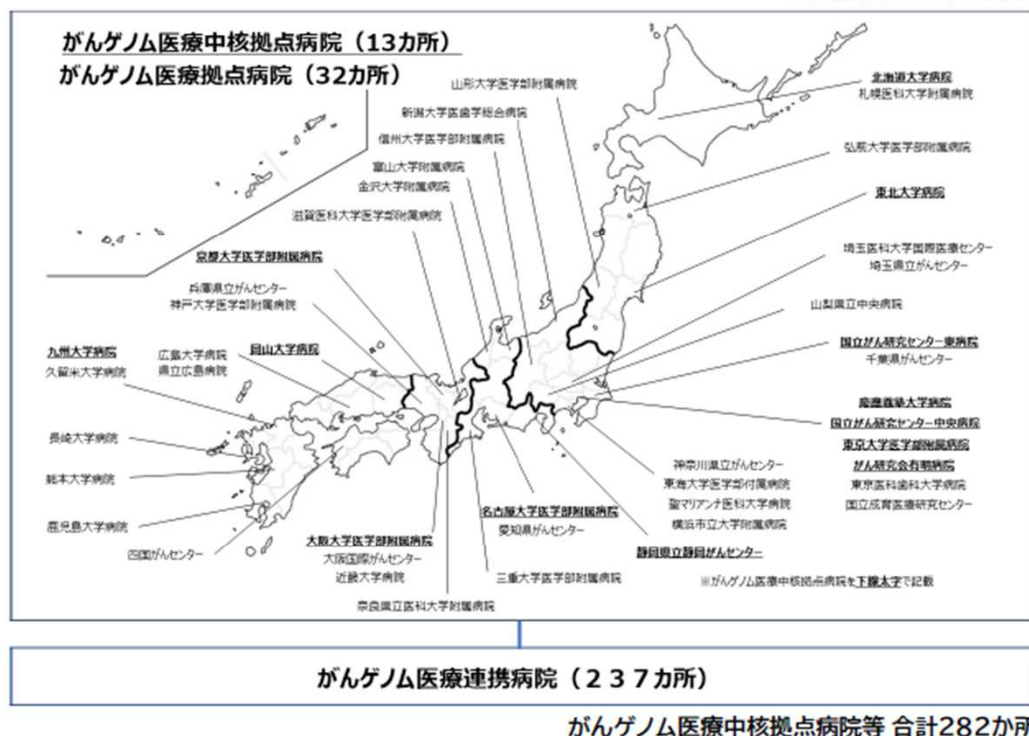 がんゲノム医療中核拠点病院（13カ所）
がんゲノム医療拠点病院（32カ所）
山形大学医学部附属病院
新潟大学医歯学総合病院
信州大学医学部附属病院
富山大学附属病院
金沢大学附属病院
滋賀医科大学医学部附属病院
京都大学医学部附属病院
兵庫県立がんセンター
神戸大学医学部附属病院
九州大学病院
久留米大学病院
広島大学病院
県立広島病院
岡山大学病院
長崎大学病院
熊本大学病院
鹿児島大学病院
四国がんセンター
大阪大学医学部附属病院
大阪国際がんセンター
近畿大学病院
奈良県立医科大学附属病院
三重大学医学部附属病院
名古屋大学医学部附属病院
愛知県がんセンター
静岡県立静岡がんセンター
北海道大学病院
札幌医科大学附属病院
弘前大学医学部附属病院
東北大学病院
埼玉医科大学国際医療センター
埼玉県立がんセンター
山梨県立中央病院
国立がん研究センター東病院
千葉県がんセンター
慶應義塾大学病院
国立がん研究センター中央病院
東京大学医学部附属病院
がん研究会有明病院
東京医科歯科大学病院
国立成育医療研究センター
神奈川県立がんセンター
東海大学医学部付属病院
聖マリアンナ医科大学病院
横浜市立大学附属病院
※がんゲノム医療中核拠点病院を下線太字で記載
がんゲノム医療連携病院（２３７カ所）
がんゲノム医療中核拠点病院等 合計282か所